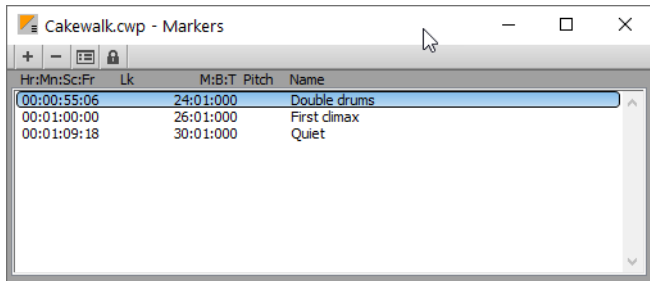 Cakewalk.cwp - Markers
Hr:Mn:Sc:Fr Lk M:B:T Pitch Name
00:00:55:06 24:01:000 Double drums
00:01:00:00 26:01:000 First climax
00:01:09:18 30:01:000 Quiet